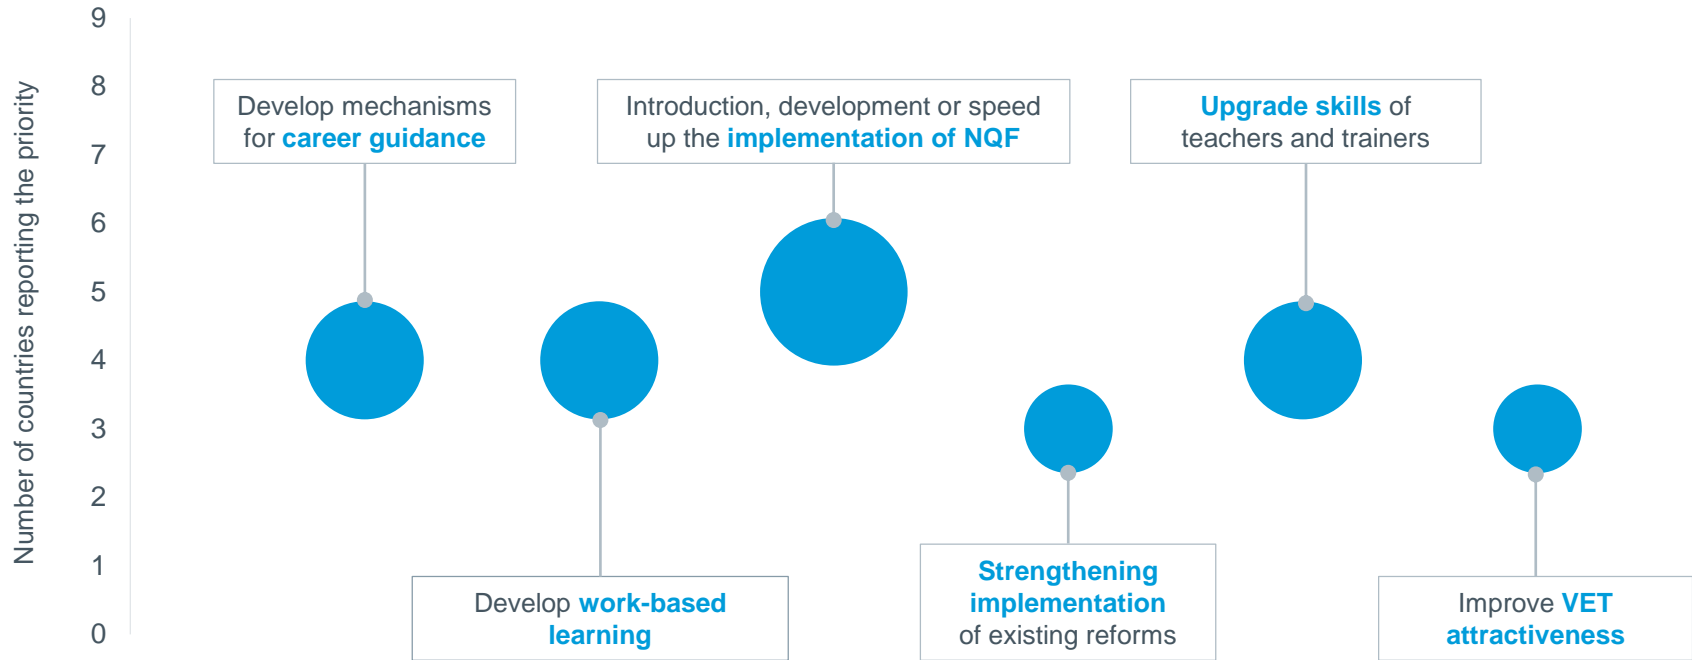 Number of countries reporting the priority
9
8
7
6
5
4
3
2
1
0
Develop mechanisms
for career guidance
Introduction, development or speed
up the implementation of NQF
Upgrade skills of
teachers and trainers
Develop work-based
learning
Strengthening
implementation
of existing reforms
Improve VET
attractiveness